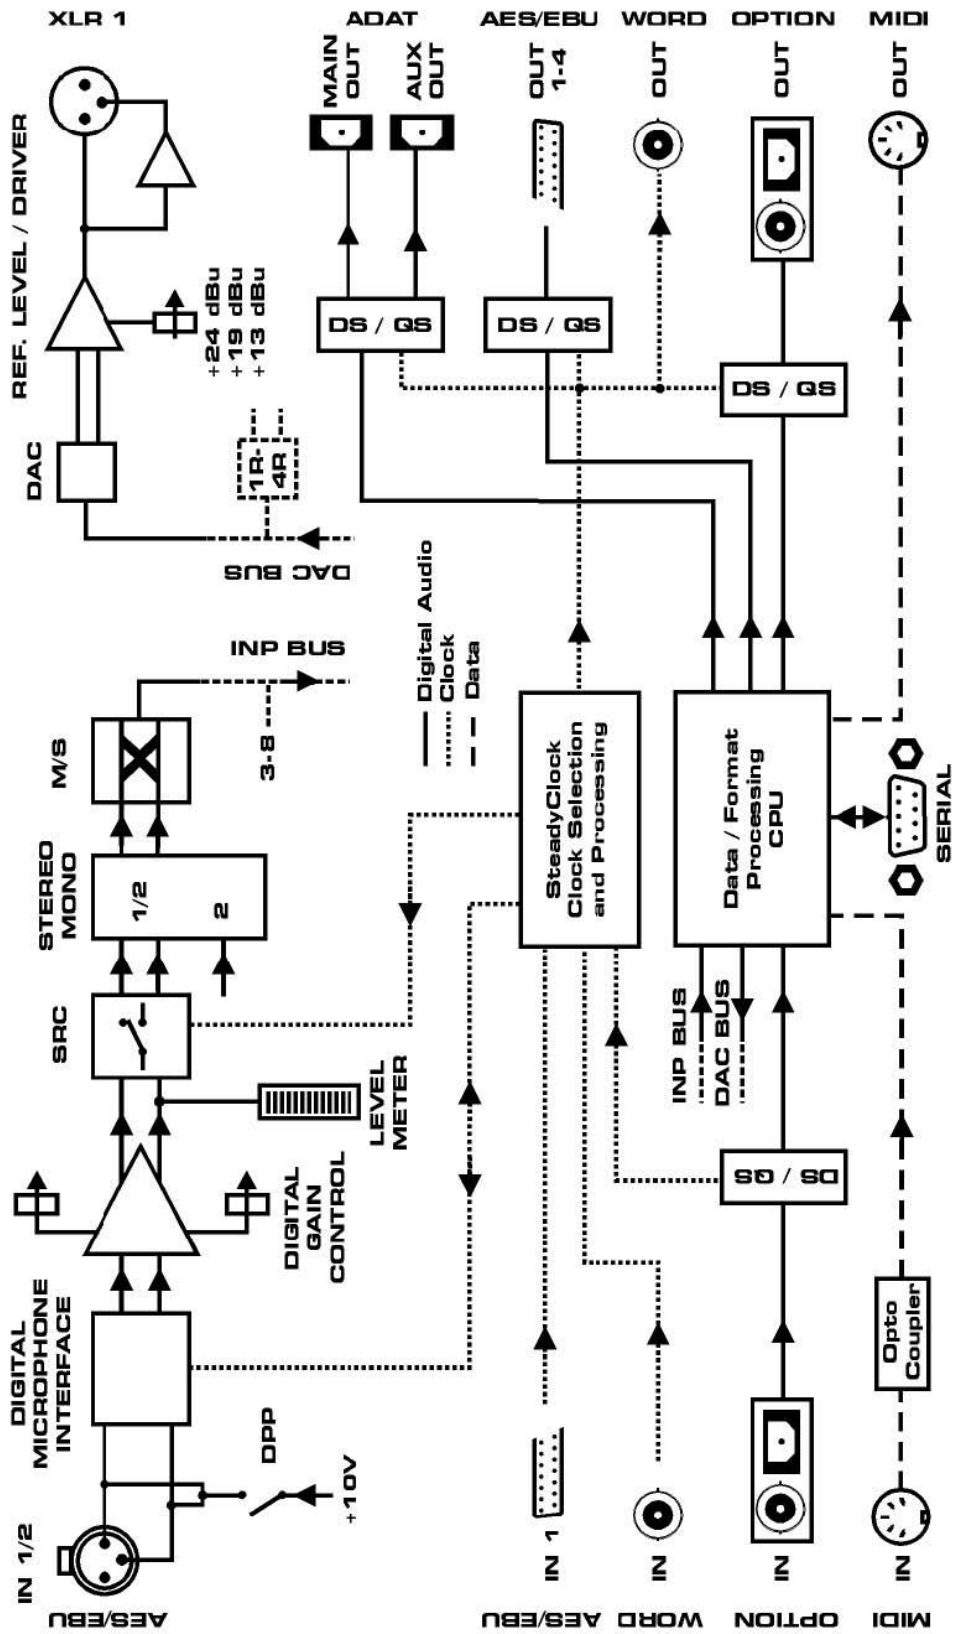 XLR 1
ADAT
AES/EBU
WORD
OPTION
MIDI
MAIN
OUT
AUX
OUT
OUT
1-4
OUT
OUT
OUT
REF. LEVEL / DRIVER
+24 dBu
+19 dBu
+13 dBu
DS / QS
DS / QS
DS / QS
DAC
1R-
4R
DAC BUS
INP BUS
3-8
Digital Audio
Clock
Data
M/S
STEREO
MONO
1/2
2
SteadyClock
Clock Selection
and Processing
Data / Format
Processing
CPU
SERIAL
SRC
LEVEL
METER
INP BUS
DAC BUS
DIGITAL
GAIN
CONTROL
DS / QS
DIGITAL
MICROPHONE
INTERFACE
Opto
Coupler
DPP
+10V
IN 1/2
IN 1
IN
IN
IN
AES/EBU
AES/EBU
WORD
OPTION
MIDI